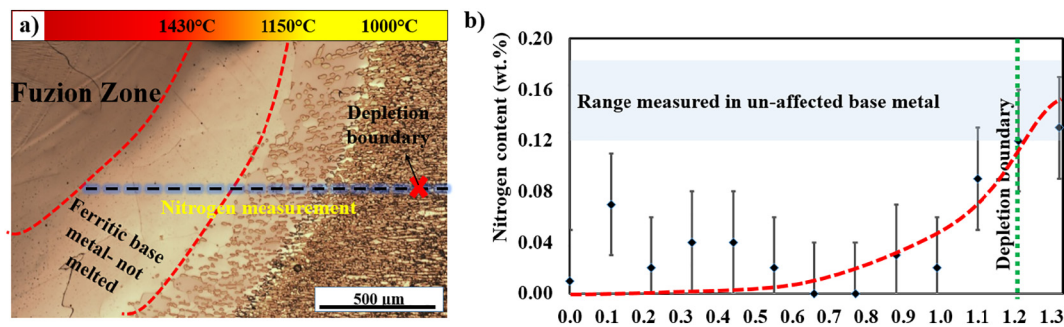 a)
1430°C 1150°C 1000°C
Fuzion Zone
Depletion
boundary
Nitrogen measurement
Ferritic base
metal- not
melted
500 µm
b)
Nitrogen content (wt.%)
0.20
0.16
0.12
0.08
0.04
0.00
Range measured in un-affected base metal
Depletion boundary
0.0 0.1 0.2 0.3 0.4 0.5 0.6 0.7 0.8 0.9 1.0 1.1 1.2 1.3